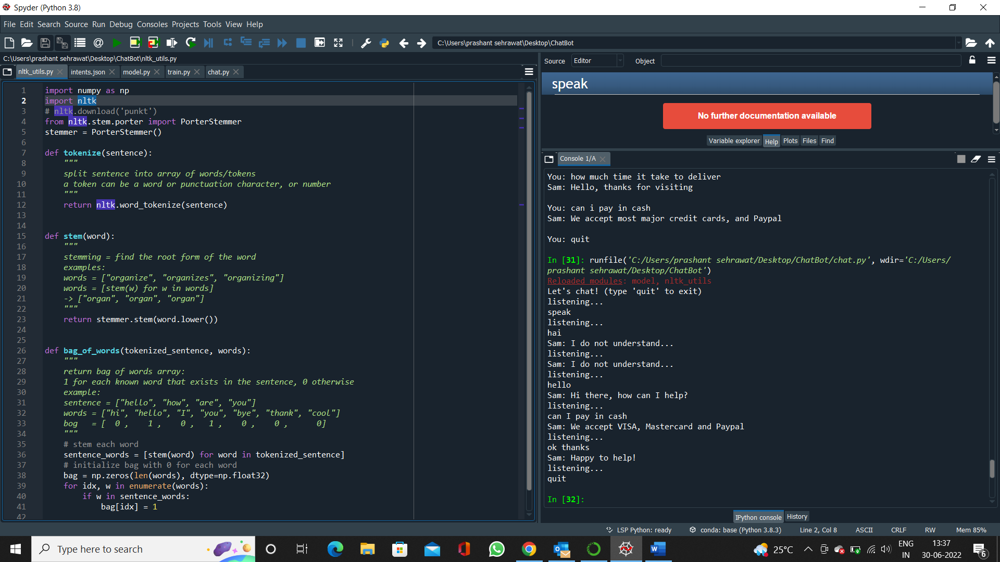 Spyder (Python 3.8)
File Edit Search Source Run Debug Consoles Projects Tools View Help
C:\Users\prashant sehrawat\Desktop\ChatBot
C:\Users\prashant sehrawat\Desktop\ChatBot\nltk_utils.py
nltk_utils.py intents.json model.py train.py chat.py
1 import numpy as np
2 import nltk
3 # nltk.download('punkt')
4 from nltk.stem.porter import PorterStemmer
5 stemmer = PorterStemmer()
6
7 def tokenize(sentence):
8 """
9 split sentence into array of words/tokens
10 a token can be a word or punctuation character, or number
11 """
12 return nltk.word_tokenize(sentence)
13
14
15 def stem(word):
16 """
17 stemming = find the root form of the word
18 examples:
19 words = ["organize", "organizes", "organizing"]
20 words = [stem(w) for w in words]
21 -> ["organ", "organ", "organ"]
22 """
23 return stemmer.stem(word.lower())
24
25
26 def bag_of_words(tokenized_sentence, words):
27 """
28 return bag of words array:
29 1 for each known word that exists in the sentence, 0 otherwise
30 example:
31 sentence = ["hello", "how", "are", "you"]
32 words = ["hi", "hello", "I", "you", "bye", "thank", "cool"]
33 bog = [ 0 , 1 , 0 , 1 , 0 , 0 , 0]
34 """
35 # stem each word
36 sentence_words = [stem(word) for word in tokenized_sentence]
37 # initialize bag with 0 for each word
38 bag = np.zeros(len(words), dtype=np.float32)
39 for idx, w in enumerate(words):
40 if w in sentence_words:
41 bag[idx] = 1
42
Source Editor Object
speak
No further documentation available
Variable explorer Help Plots Files Find
Console 1/A
You: how much time it take to deliver
Sam: Hello, thanks for visiting
You: can i pay in cash
Sam: We accept most major credit cards, and Paypal
You: quit
In [31]: runfile('C:/Users/prashant sehrawat/Desktop/ChatBot/chat.py', wdir='C:/Users/
prashant sehrawat/Desktop/ChatBot')
Reloaded modules: model, nltk_utils
Let's chat! (type 'quit' to exit)
listening...
speak
listening...
hai
Sam: I do not understand...
listening...
Sam: I do not understand...
listening...
hello
Sam: Hi there, how can I help?
listening...
can I pay in cash
Sam: We accept VISA, Mastercard and Paypal
listening...
ok thanks
Sam: Happy to help!
listening...
quit
In [32]:
IPython console History
LSP Python: ready conda: base (Python 3.8.3) Line 2, Col 8 ASCII CRLF RW Mem 85%
Type here to search
25°C
ENG
IN
13:37
30-06-2022
6